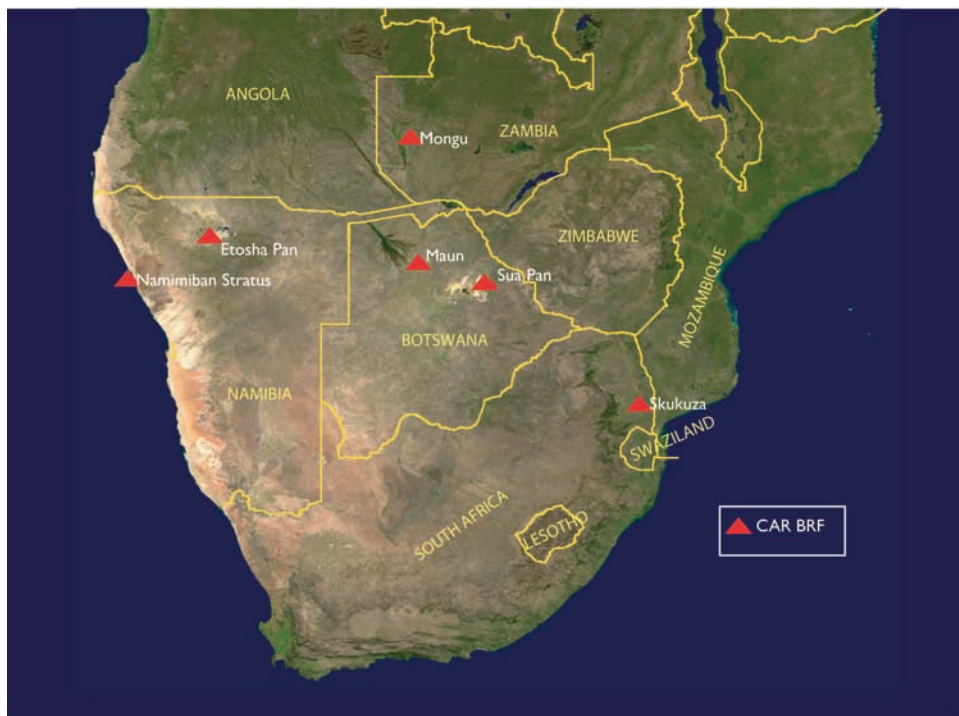 ANGOLA
ZAMBIA
Mongu
Etosha Pan
Namimiban Stratus
Maun
Sua Pan
ZIMBABWE
MOZAMBIQUE
BOTSWANA
NAMIBIA
Skukuza
SWAZILAND
SOUTH AFRICA
LESOTHO
CAR BRF